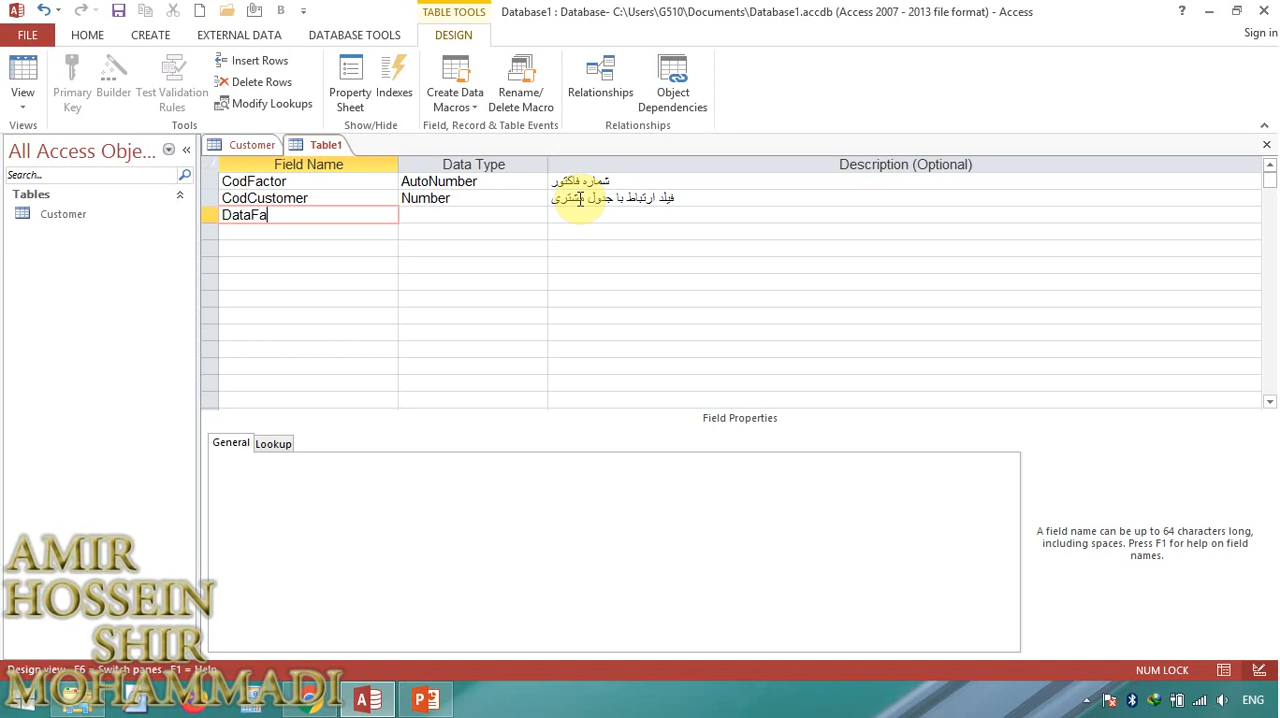 TABLE TOOLS
Database1 : Database- C:\Users\G510\Documents\Database1.accdb (Access 2007 - 2013 file format) - Access
FILE HOME CREATE EXTERNAL DATA DATABASE TOOLS DESIGN Sign in
View
Primary Key
Builder
Test Validation Rules
Insert Rows
Delete Rows
Modify Lookups
Property Sheet
Indexes
Create Data Macros
Rename/ Delete Macro
Relationships
Object Dependencies
Views Tools Show/Hide Field, Record & Table Events Relationships
All Access Obje...
Search...
Tables
Customer
Customer Table1
Field Name Data Type Description (Optional)
CodFactor AutoNumber شماره فاکتور
CodCustomer Number فیلد ارتباط با جدول مشتری
DataFa
Field Properties
General Lookup
A field name can be up to 64 characters long,
including spaces. Press F1 for help on field
names.
AMIR
HOSSEIN
SHIR
MOHAMMADI
Design view. F6 = Switch panes. F1 = Help.
NUM LOCK
ENG